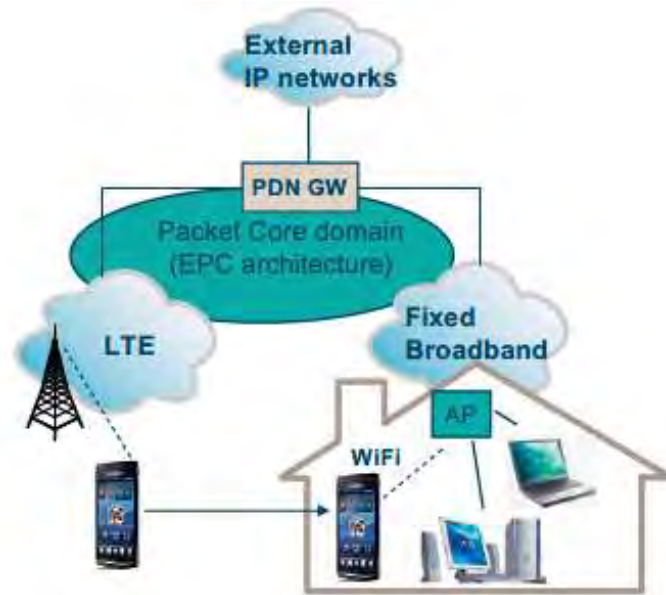 External
IP networks
PDN GW
Packet Core domain
(EPC architecture)
LTE
Fixed
Broadband
AP
WiFi